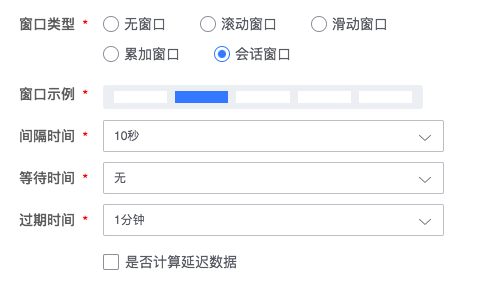 窗口类型 * 无窗口 滚动窗口 滑动窗口
累加窗口 会话窗口
窗口示例 *
间隔时间 * 10秒
等待时间 * 无
过期时间 * 1分钟
是否计算延迟数据